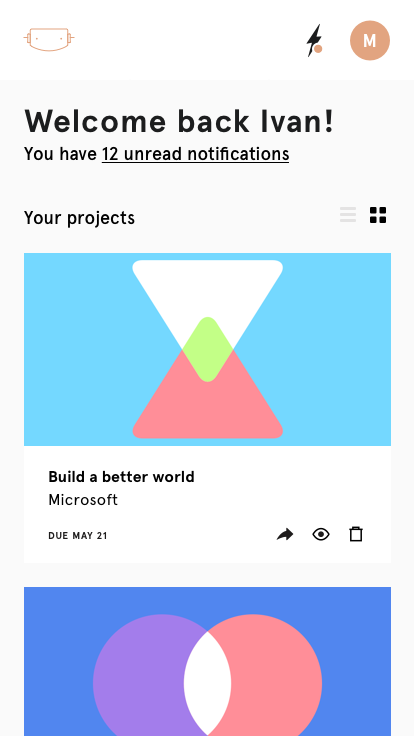 M
Welcome back Ivan!
You have 12 unread notifications
Your projects
Build a better world
Microsoft
DUE MAY 21